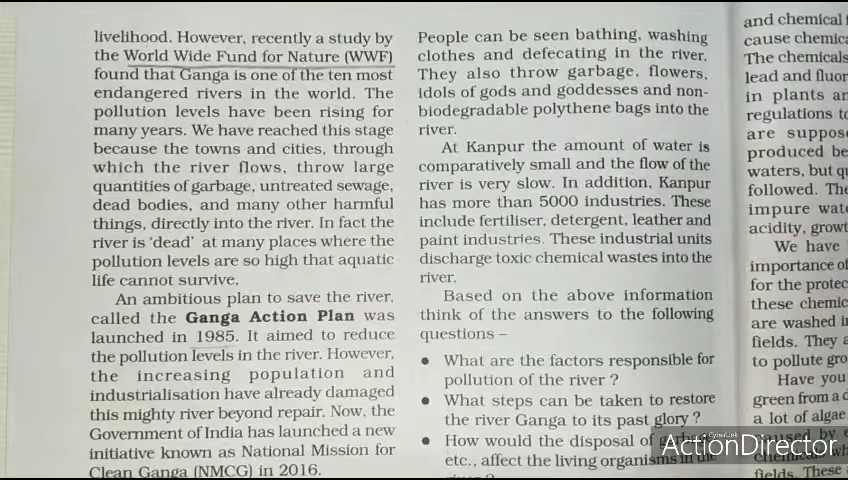 livelihood. However, recently a study by
the World Wide Fund for Nature (WWF)
found that Ganga is one of the ten most
endangered rivers in the world. The
pollution levels have been rising for
many years. We have reached this stage
because the towns and cities, through
which the river flows, throw large
quantities of garbage, untreated sewage,
dead bodies, and many other harmful
things, directly into the river. In fact the
river is 'dead' at many places where the
pollution levels are so high that aquatic
life cannot survive.
An ambitious plan to save the river,
called the Ganga Action Plan was
launched in 1985. It aimed to reduce
the pollution levels in the river. However,
the increasing population and
industrialisation have already damaged
this mighty river beyond repair. Now, the
Government of India has launched a new
initiative known as National Mission for
Clean Ganga (NMCG) in 2016.
People can be seen bathing, washing
clothes and defecating in the river.
They also throw garbage, flowers,
idols of gods and goddesses and non-
biodegradable polythene bags into the
river.
At Kanpur the amount of water is
comparatively small and the flow of the
river is very slow. In addition, Kanpur
has more than 5000 industries. These
include fertiliser, detergent, leather and
paint industries. These industrial units
discharge toxic chemical wastes into the
river.
Based on the above information
think of the answers to the following
questions –
• What are the factors responsible for
pollution of the river ?
• What steps can be taken to restore
the river Ganga to its past glory ?
• How would the disposal of
etc., affect the living organisms in the
and chemical
cause
The chemicals
lead and
in plants
regulations
are
produced
waters, but
followed.
impure
acidity,
We have
importance of
for the
these
are washed
fields. They
to pollute
Have you
green from a
a lot of algae
caused by
fields. These
CyberLink
ActionDirector